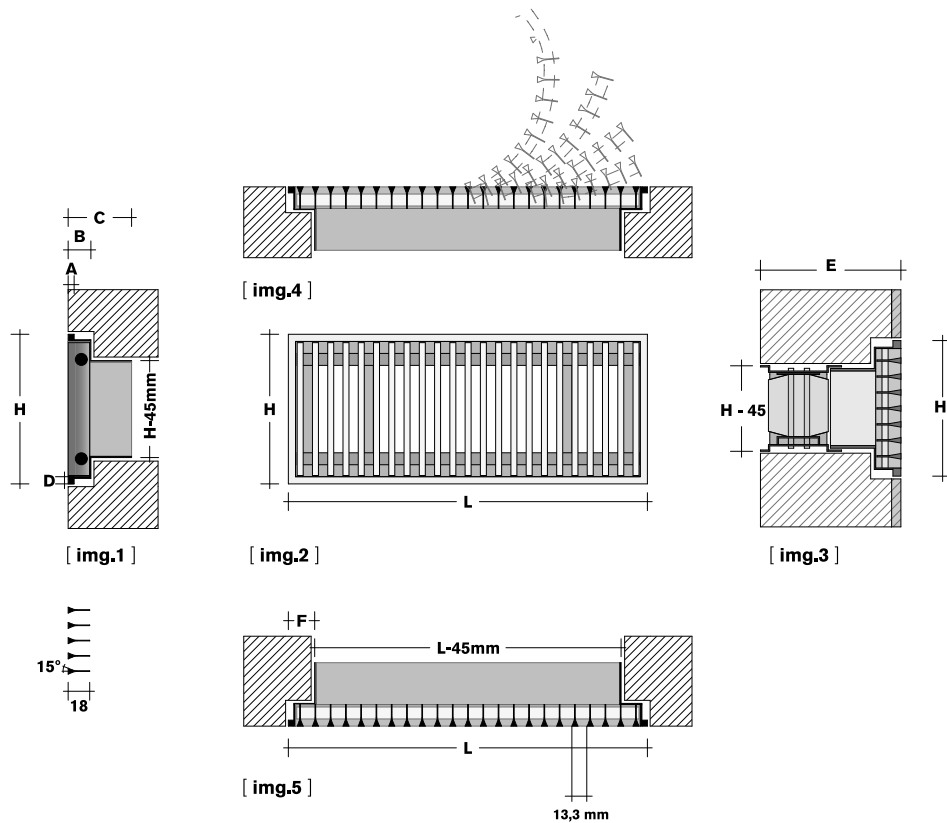 C
B
A
[ img.4 ]
E
H
H-45mm
H
H - 45
H
D
L
[ img.1 ]
[ img.2 ]
[ img.3 ]
F
L-45mm
15°
18
L
[ img.5 ]
13,3 mm